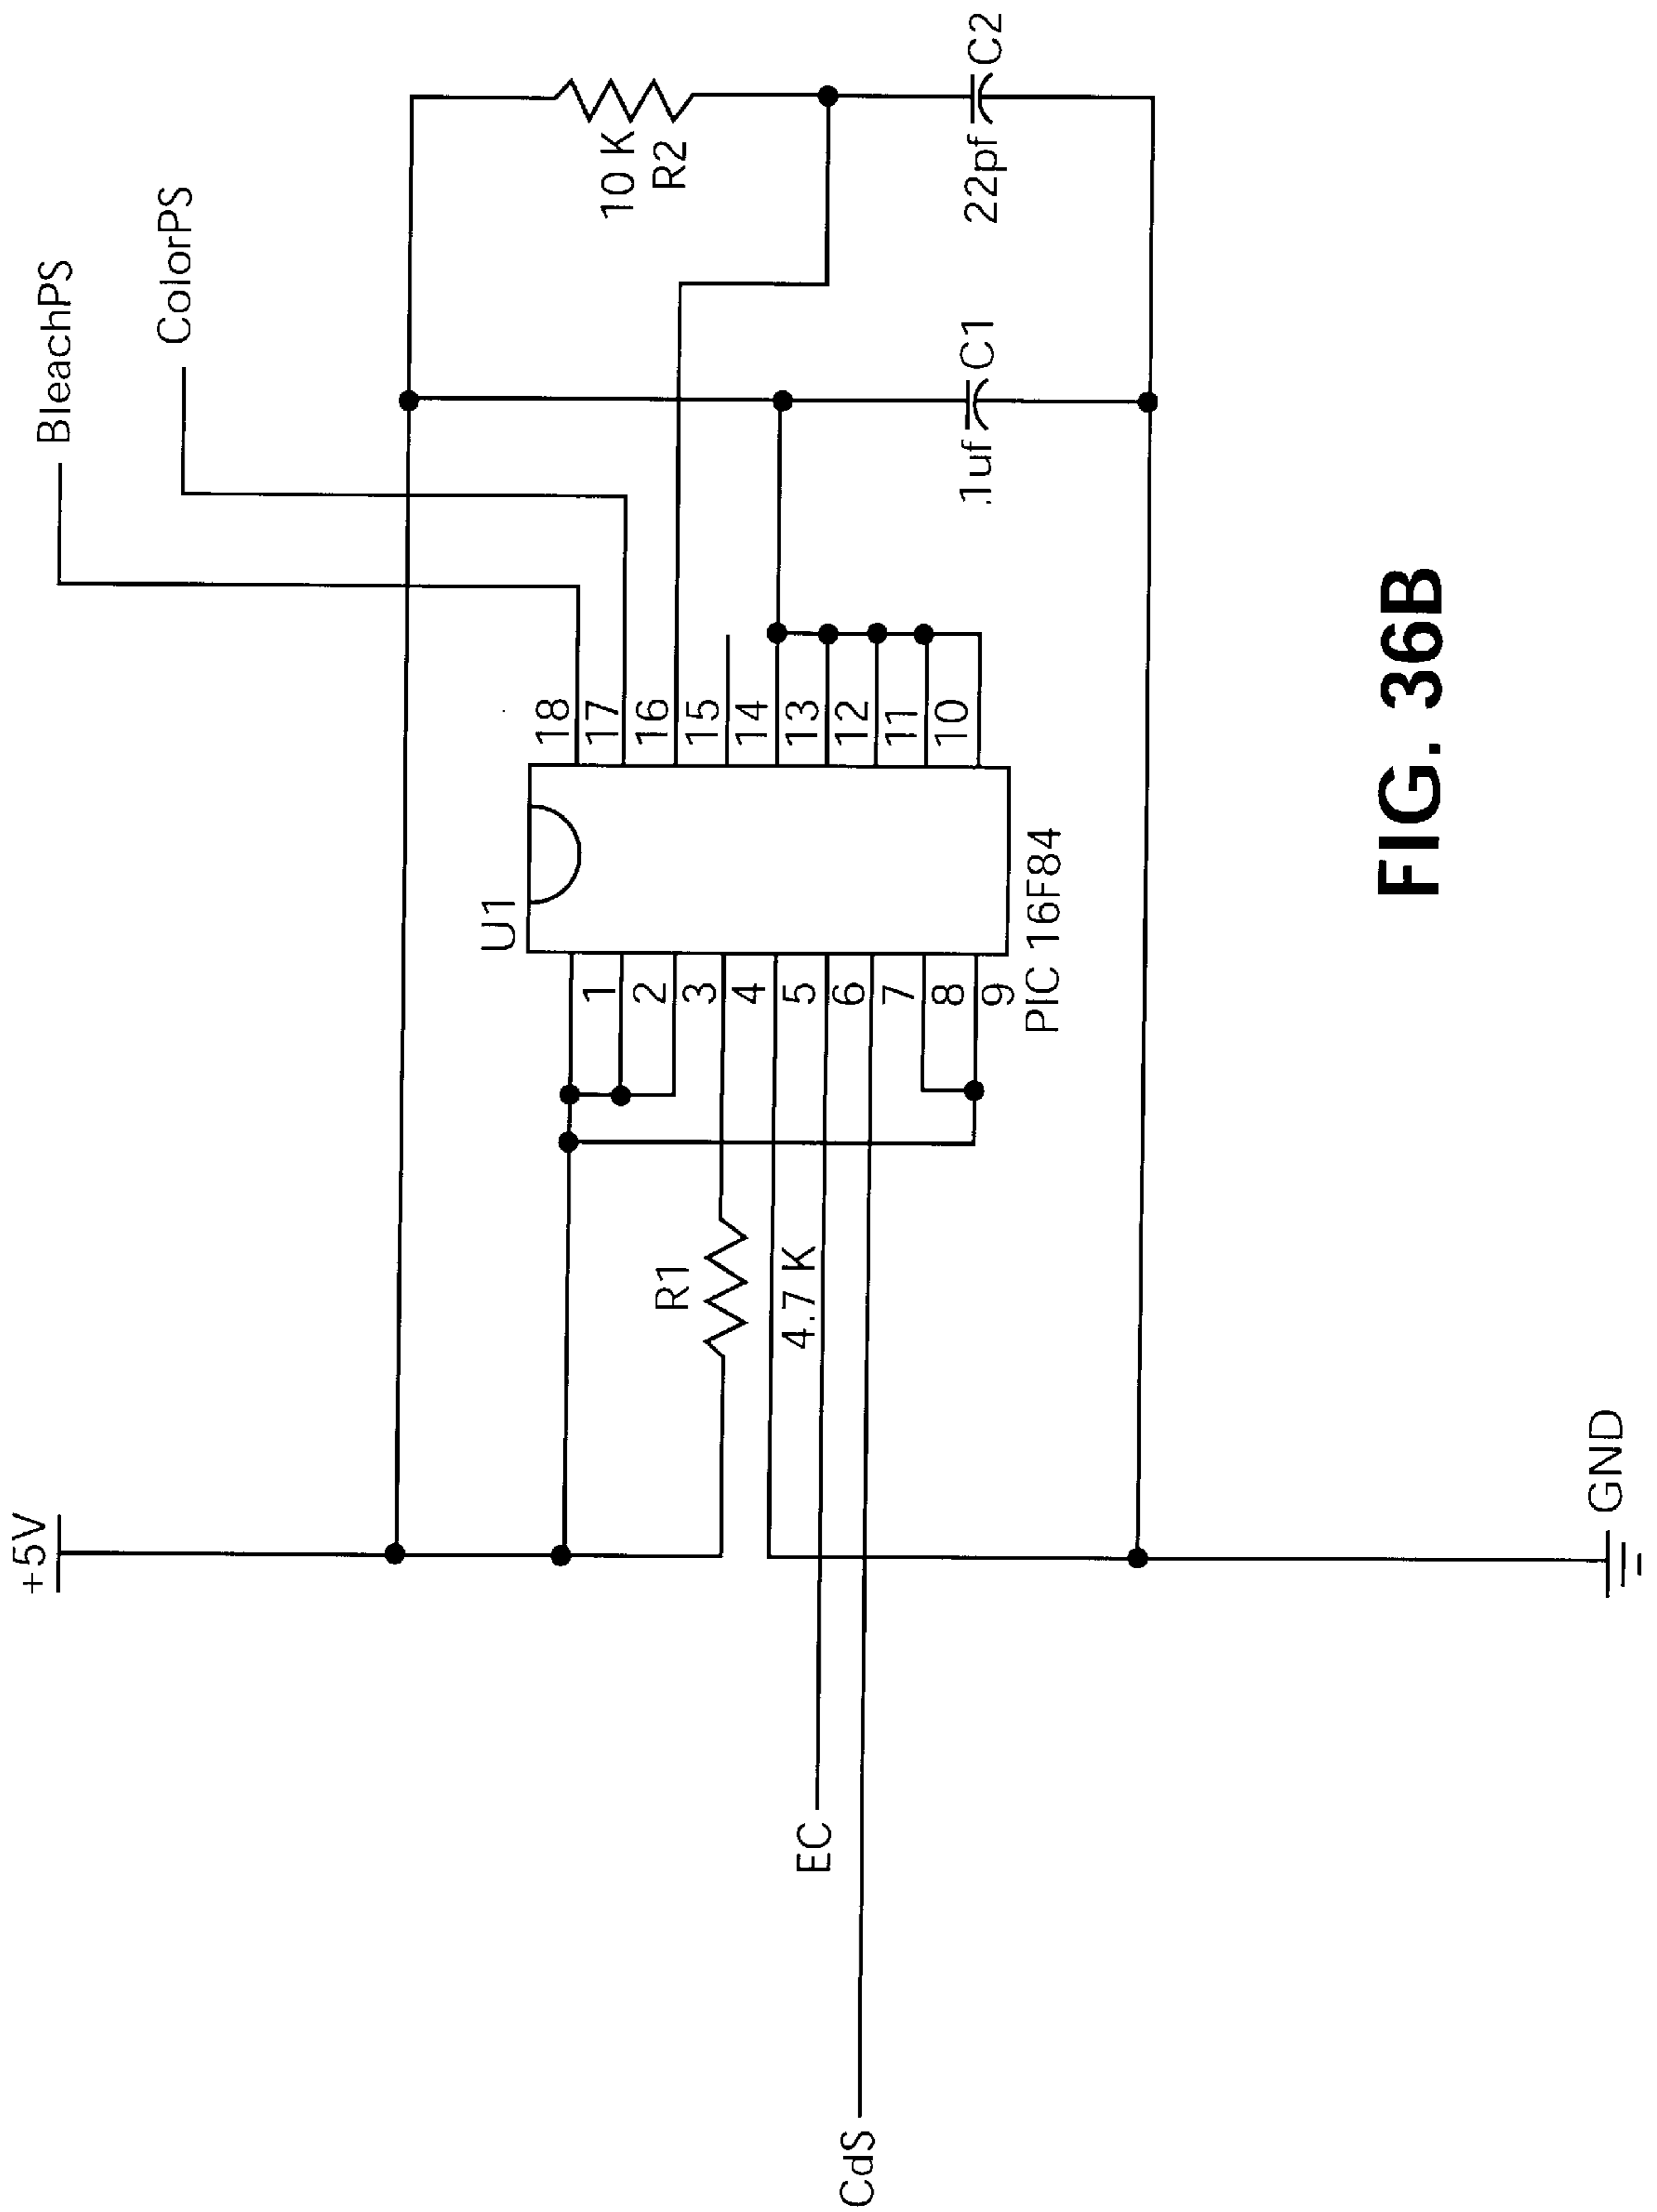 +5V
BleachPS
ColorPS
U1
18
17
16
15
14
13
12
11
10
1
2
3
4
5
6
7
8
9
PIC 16F84
R1
4.7 K
10 K
R2
.1uf
C1
22pf
C2
EC
CdS
GND
FIG. 36B